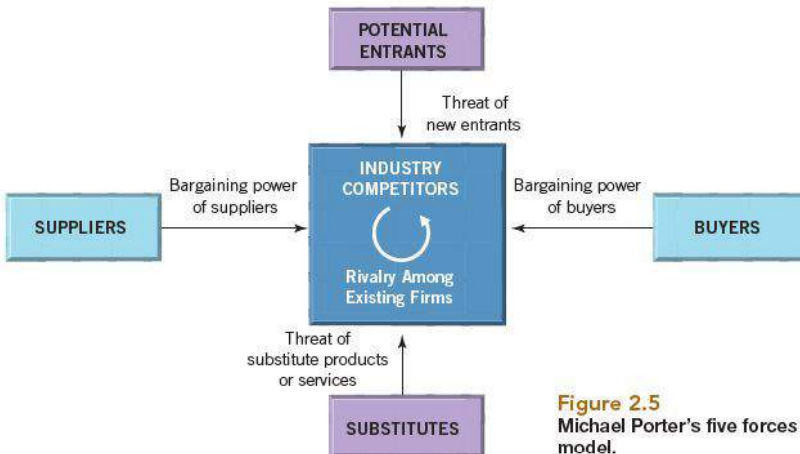 POTENTIAL
ENTRANTS
Threat of
new entrants
INDUSTRY
COMPETITORS
Bargaining power
of suppliers
Bargaining power
of buyers
SUPPLIERS
BUYERS
Rivalry Among
Existing Firms
Threat of
substitute products
or services
SUBSTITUTES
Figure 2.5
Michael Porter's five forces
model.